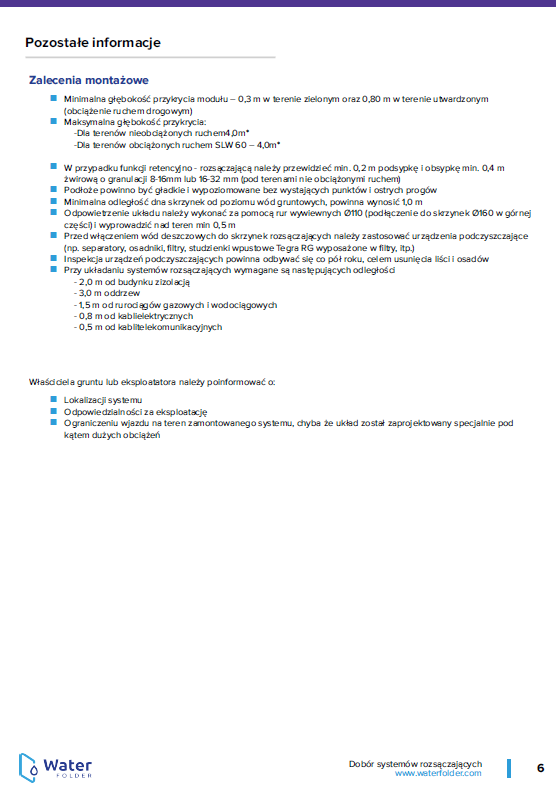 Pozostałe informacje
Zalecenia montażowe
Minimalna głębokość przykrycia modułu – 0,3 m w terenie zielonym oraz 0,80 m w terenie utwardzonym
(obciążenie ruchem drogowym)
Maksymalna głębokość przykrycia:
-Dla terenów nieobciążonych ruchem4,0m*
-Dla terenów obciążonych ruchem SLW 60 – 4,0m*
W przypadku funkcji retencyjno - rozsączającą należy przewidzieć min. 0,2 m podsypkę i obsypkę min. 0,4 m
żwirową o granulacji 8-16mm lub 16-32 mm (pod terenami nie obciążonymi ruchem)
Podłoże powinno być gładkie i wypoziomowane bez wystających punktów i ostrych progów
Minimalna odległość dna skrzynek od poziomu wód gruntowych, powinna wynosić 1,0 m
Odpowietrzenie układu należy wykonać za pomocą rur wywiewnych Ø110 (podłączenie do skrzynek Ø160 w górnej
części) i wyprowadzić nad teren min 0,5 m
Przed włączeniem wód deszczowych do skrzynek rozsączających należy zastosować urządzenia podczyszczające
(np. separatory, osadniki, filtry, studzienki wpustowe Tegra RG wyposażone w filtry, itp.)
Inspekcja urządzeń podczyszczających powinna odbywać się co pół roku, celem usunięcia liści i osadów
Przy układaniu systemów rozsączających wymagane są następujących odległości
- 2,0 m od budynku zizolacją
- 3,0 m oddrzew
- 1,5 m od rurociągów gazowych i wodociągowych
- 0,8 m od kablielektrycznych
- 0,5 m od kablitelekomunikacyjnych
Właściciela gruntu lub eksploatatora należy poinformować o:
Lokalizacji systemu
Odpowiedzialności za eksploatację
Ograniczeniu wjazdu na teren zamontowanego systemu, chyba że układ został zaprojektowany specjalnie pod
kątem dużych obciążeń
Water
FOLDER
Dobór systemów rozsączających
www.waterfolder.com
6